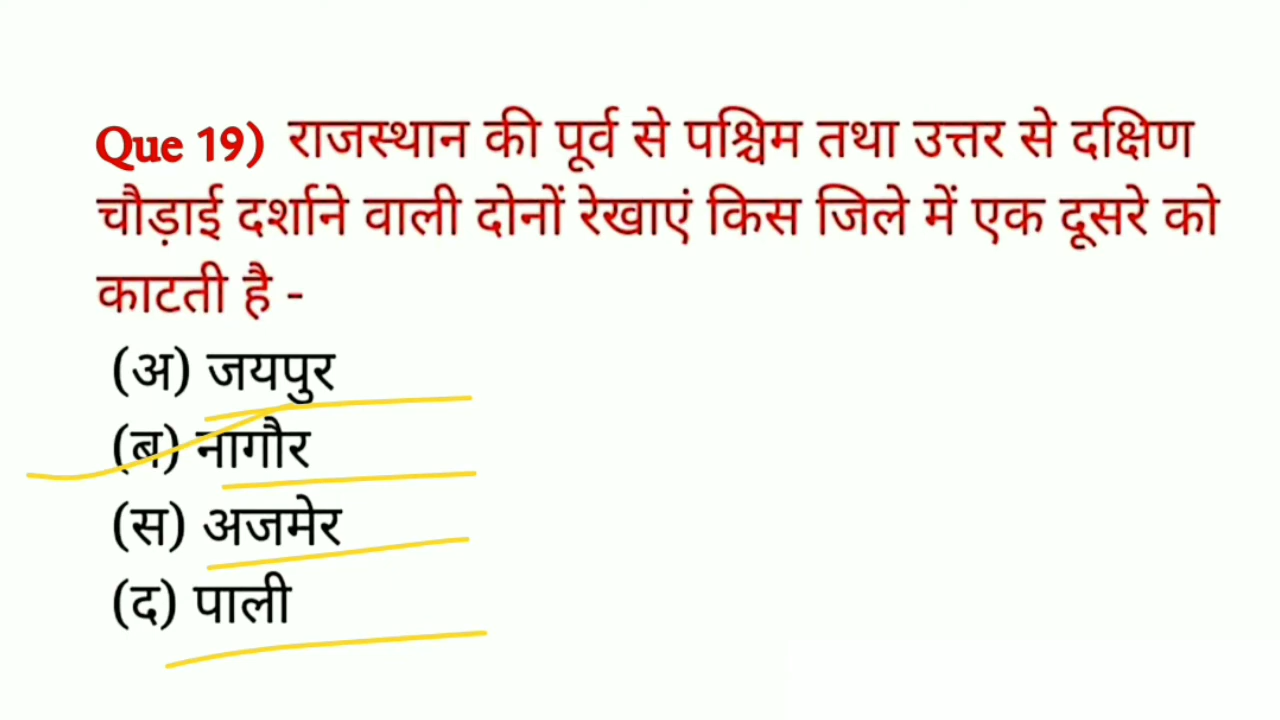 Que 19) राजस्थान की पूर्व से पश्चिम तथा उत्तर से दक्षिण
चौड़ाई दर्शाने वाली दोनों रेखाएं किस जिले में एक दूसरे को
काटती है -
(अ) जयपुर
(ब) नागौर
(स) अजमेर
(द) पाली